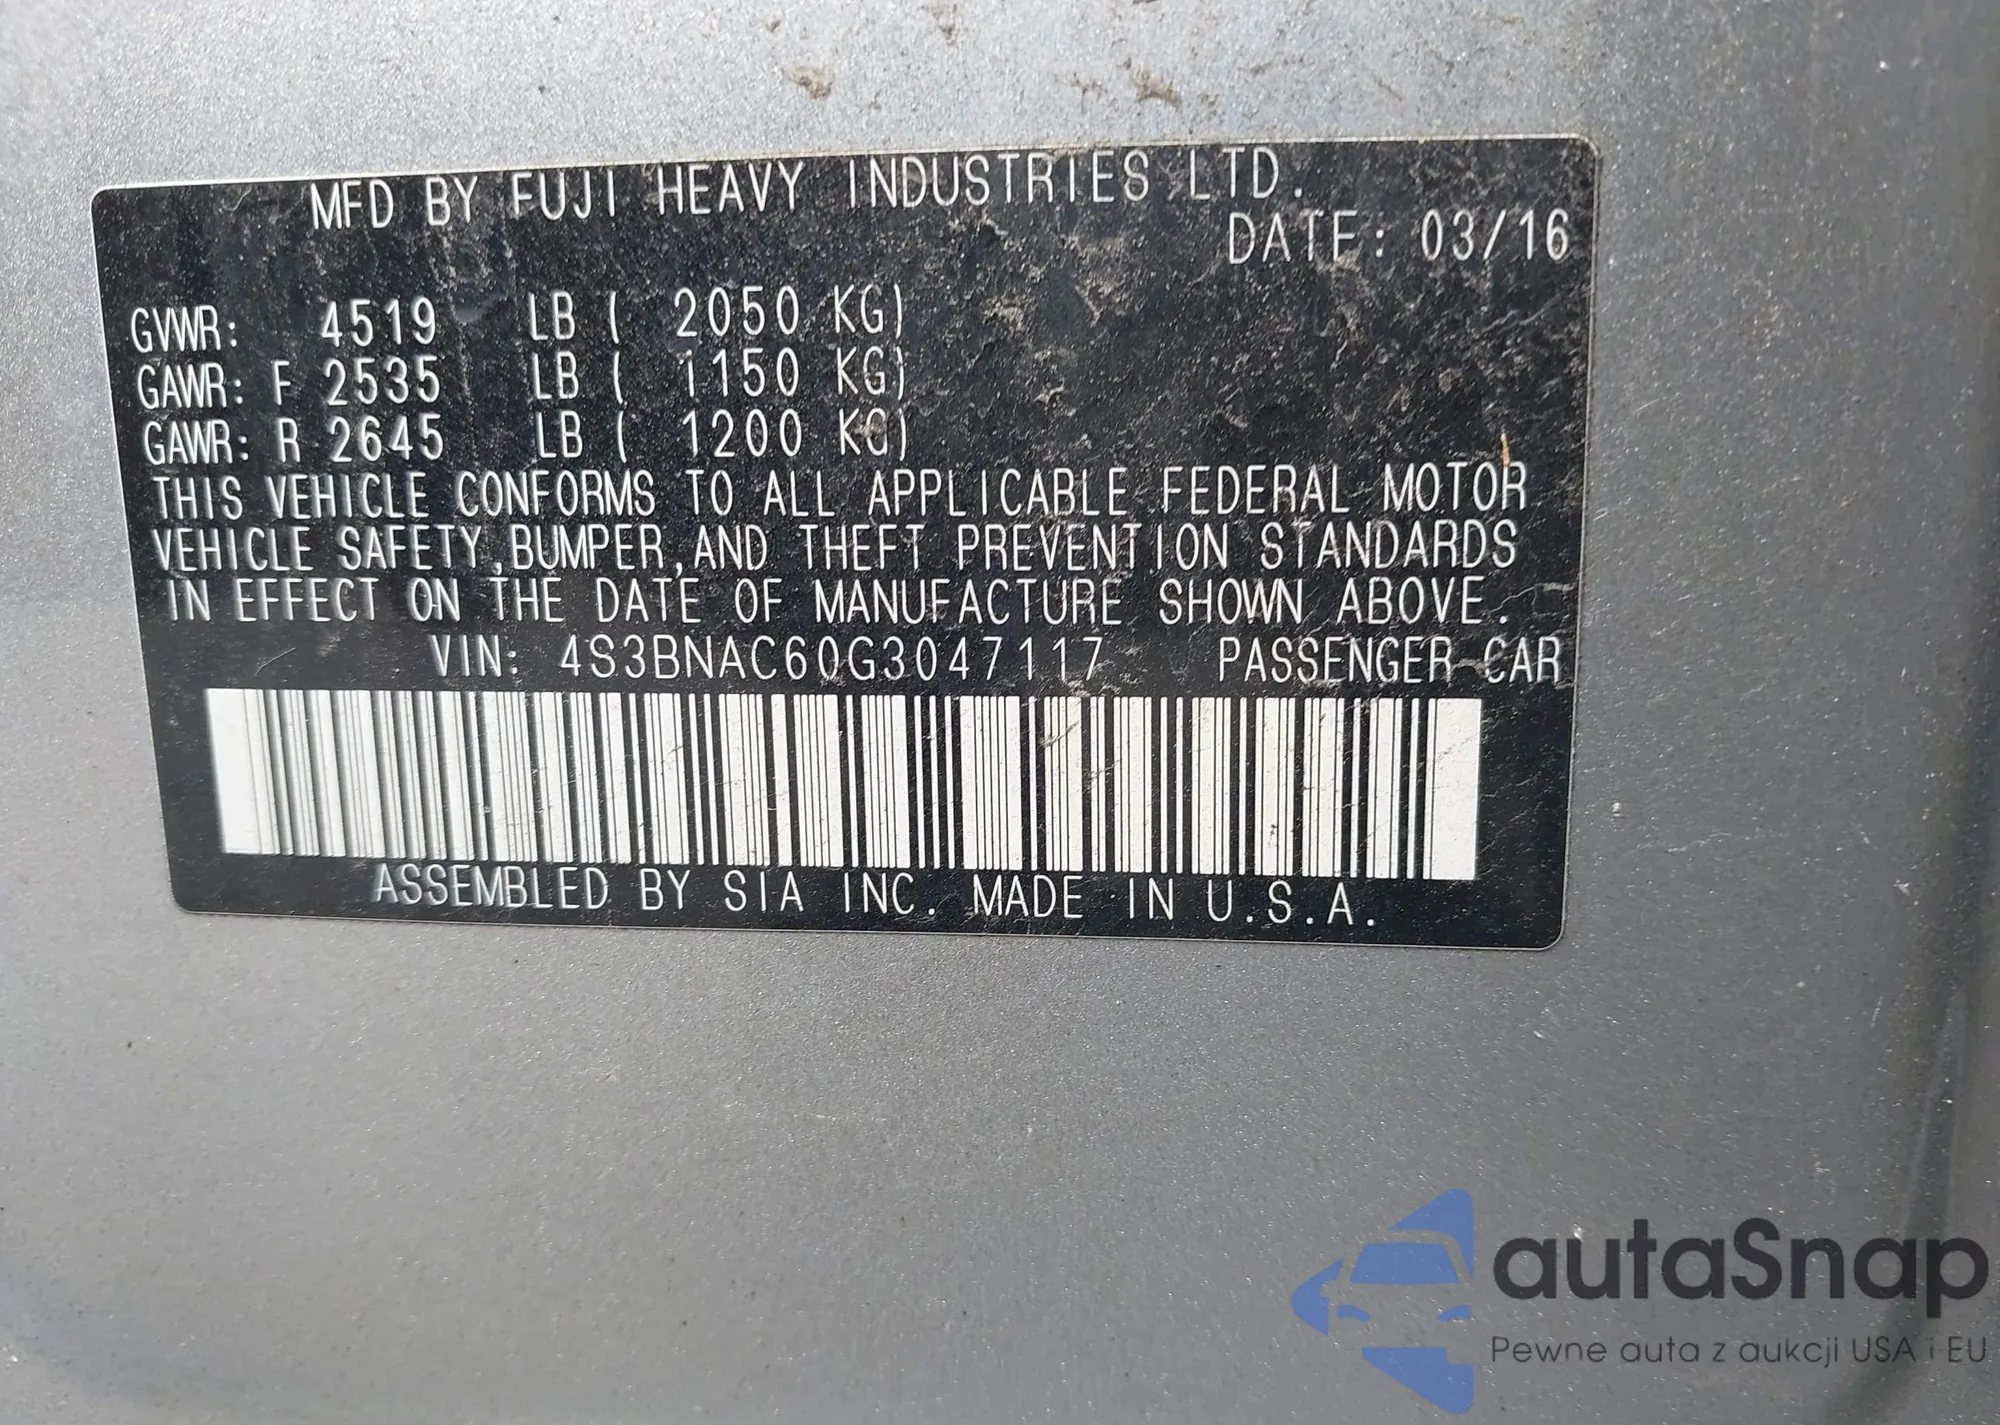 MFD BY FUJI HEAVY INDUSTRIES LTD.
DATE: 03/16
GVWR: 4519 LB ( 2050 KG)
GAWR: F 2535 LB ( 1150 KG)
GAWR: R 2645 LB ( 1200 KG)
THIS VEHICLE CONFORMS TO ALL APPLICABLE FEDERAL MOTOR
VEHICLE SAFETY,BUMPER,AND THEFT PREVENTION STANDARDS
IN EFFECT ON THE DATE OF MANUFACTURE SHOWN ABOVE.
VIN: 4S3BNAC60G3047117 PASSENGER CAR
ASSEMBLED BY SIA INC. MADE IN U.S.A.
autaSnap
Pewne auta z aukcji USA i EU